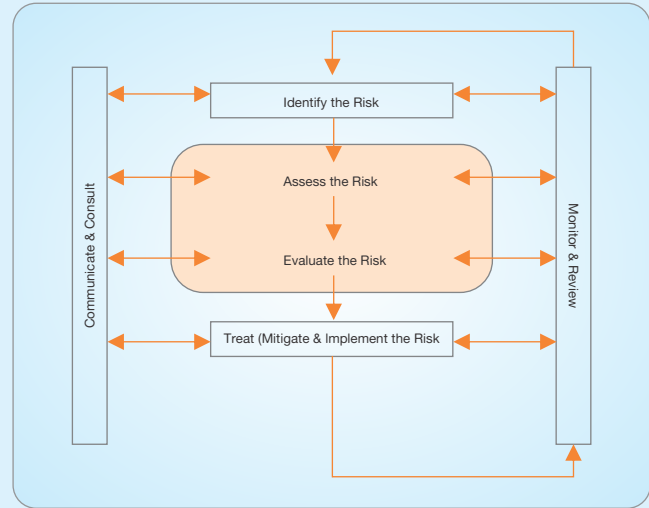 Identify the Risk
Communicate & Consult
Assess the Risk
Evaluate the Risk
Monitor & Review
Treat (Mitigate & Implement the Risk